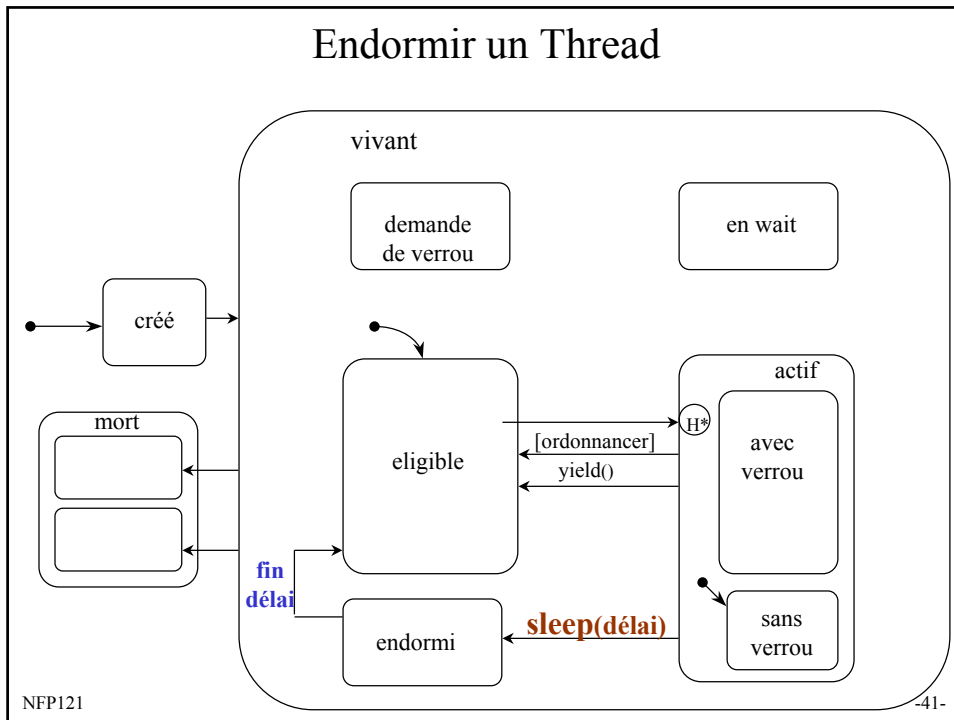 Endormir un Thread
vivant
demande
de verrou
en wait
créé
actif
mort
H*
[ordonnancer]
avec
verrou
eligible
yield()
fin
délai
sleep(délai)
sans
verrou
endormi
NFP121
-41-